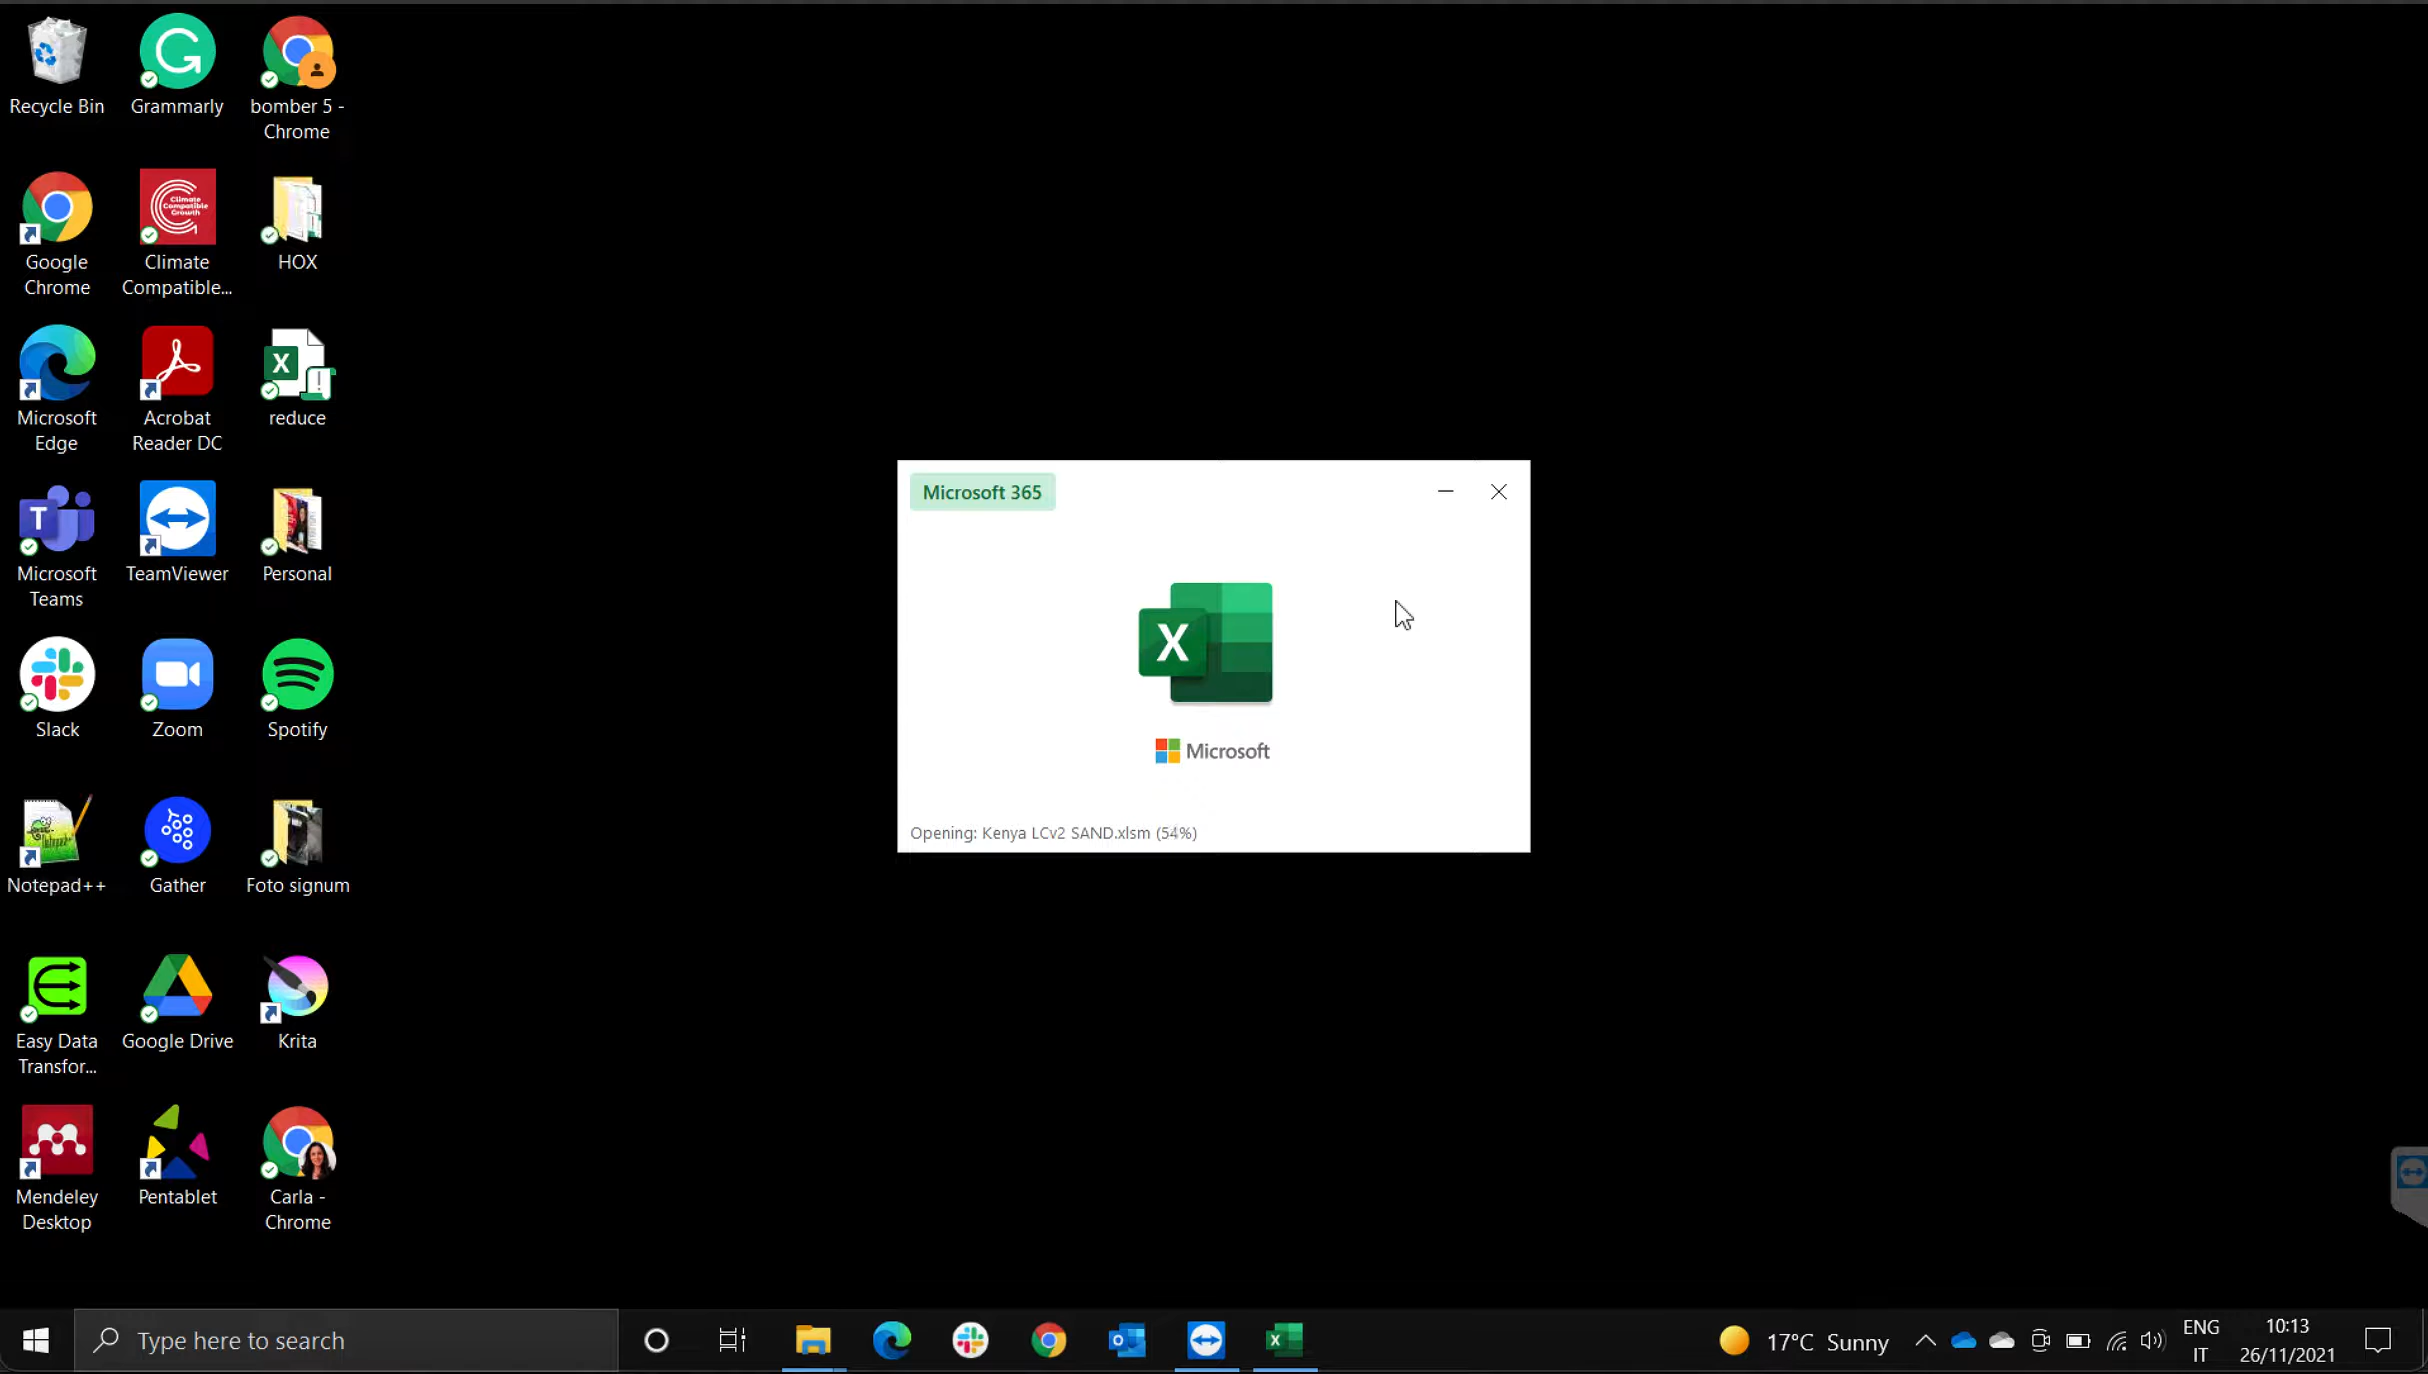 Recycle Bin
Grammarly
bomber 5 -
Chrome
Google
Chrome
Climate
Compatible
Growth
Climate
Compatible...
HOX
Microsoft
Edge
Acrobat
Reader DC
X
reduce
T
Microsoft
Teams
TeamViewer
Personal
Slack
Zoom
Spotify
Notepad++
Gather
Foto signum
Easy Data
Transfor...
Google Drive
Krita
Mendeley
Desktop
Pentablet
Carla -
Chrome
Microsoft 365
X
Microsoft
Opening: Kenya LCv2 SAND.xlsm (54%)
Type here to search
17°C Sunny
ENG
IT
10:13
26/11/2021